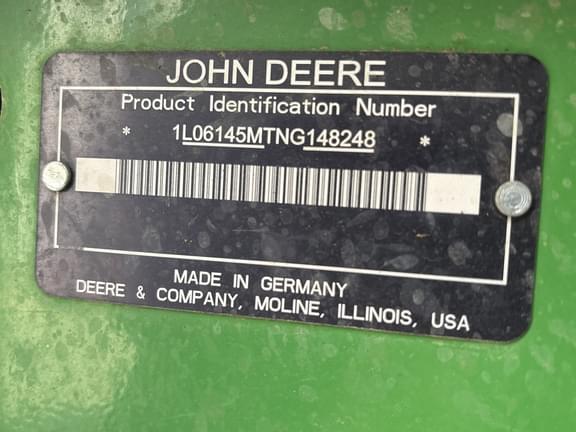 JOHN DEERE
Product Identification Number
* 1L06145MTNG148248 *
MADE IN GERMANY
DEERE & COMPANY, MOLINE, ILLINOIS, USA